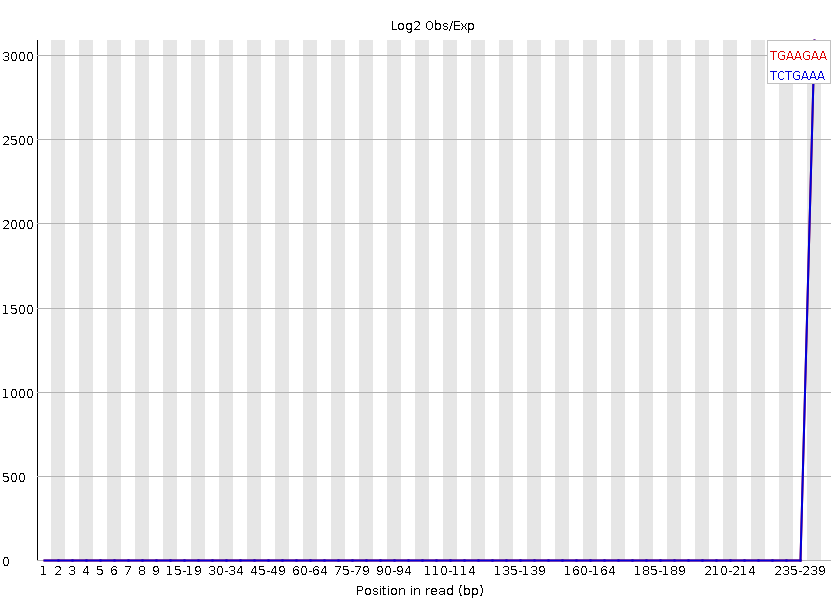 Log2 Obs/Exp
3000
2500
2000
1500
1000
500
0
TGAAGAA
TCTGAAA
1 2 3 4 5 6 7 8 9 15-19 30-34 45-49 60-64 75-79 90-94 110-114 135-139 160-164 185-189 210-214 235-239
Position in read (bp)